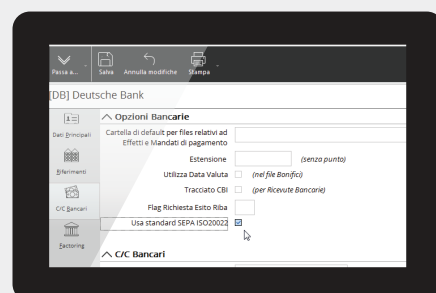 Passa a...
Salva
Annulla modifiche
Stampa
[DB] Deutsche Bank
Dati Principali
Riferimenti
C/C Bancari
Factoring
Opzioni Bancarie
Cartella di default per files relativi ad
Effetti e Mandati di pagamento
Estensione
(senza punto)
Utilizza Data Valuta
(nel file Bonifici)
Tracciato CBI
(per Ricevute Bancarie)
Flag Richiesta Esito Riba
Usa standard SEPA ISO20022
C/C Bancari